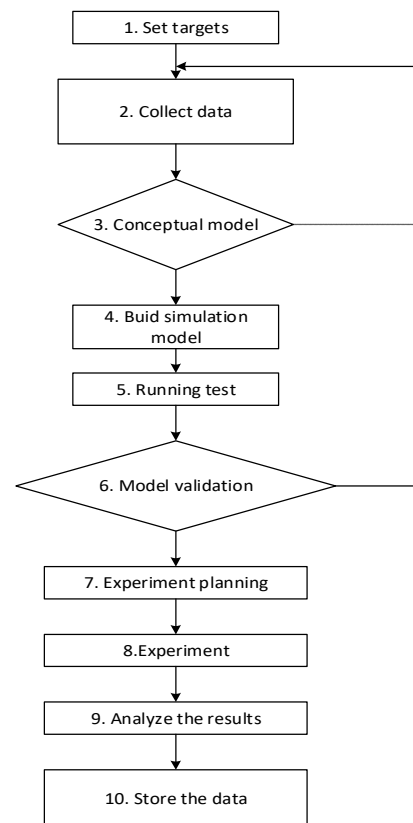 1. Set targets
2. Collect data
3. Conceptual model
4. Buid simulation
model
5. Running test
6. Model validation
7. Experiment planning
8.Experiment
9. Analyze the results
10. Store the data